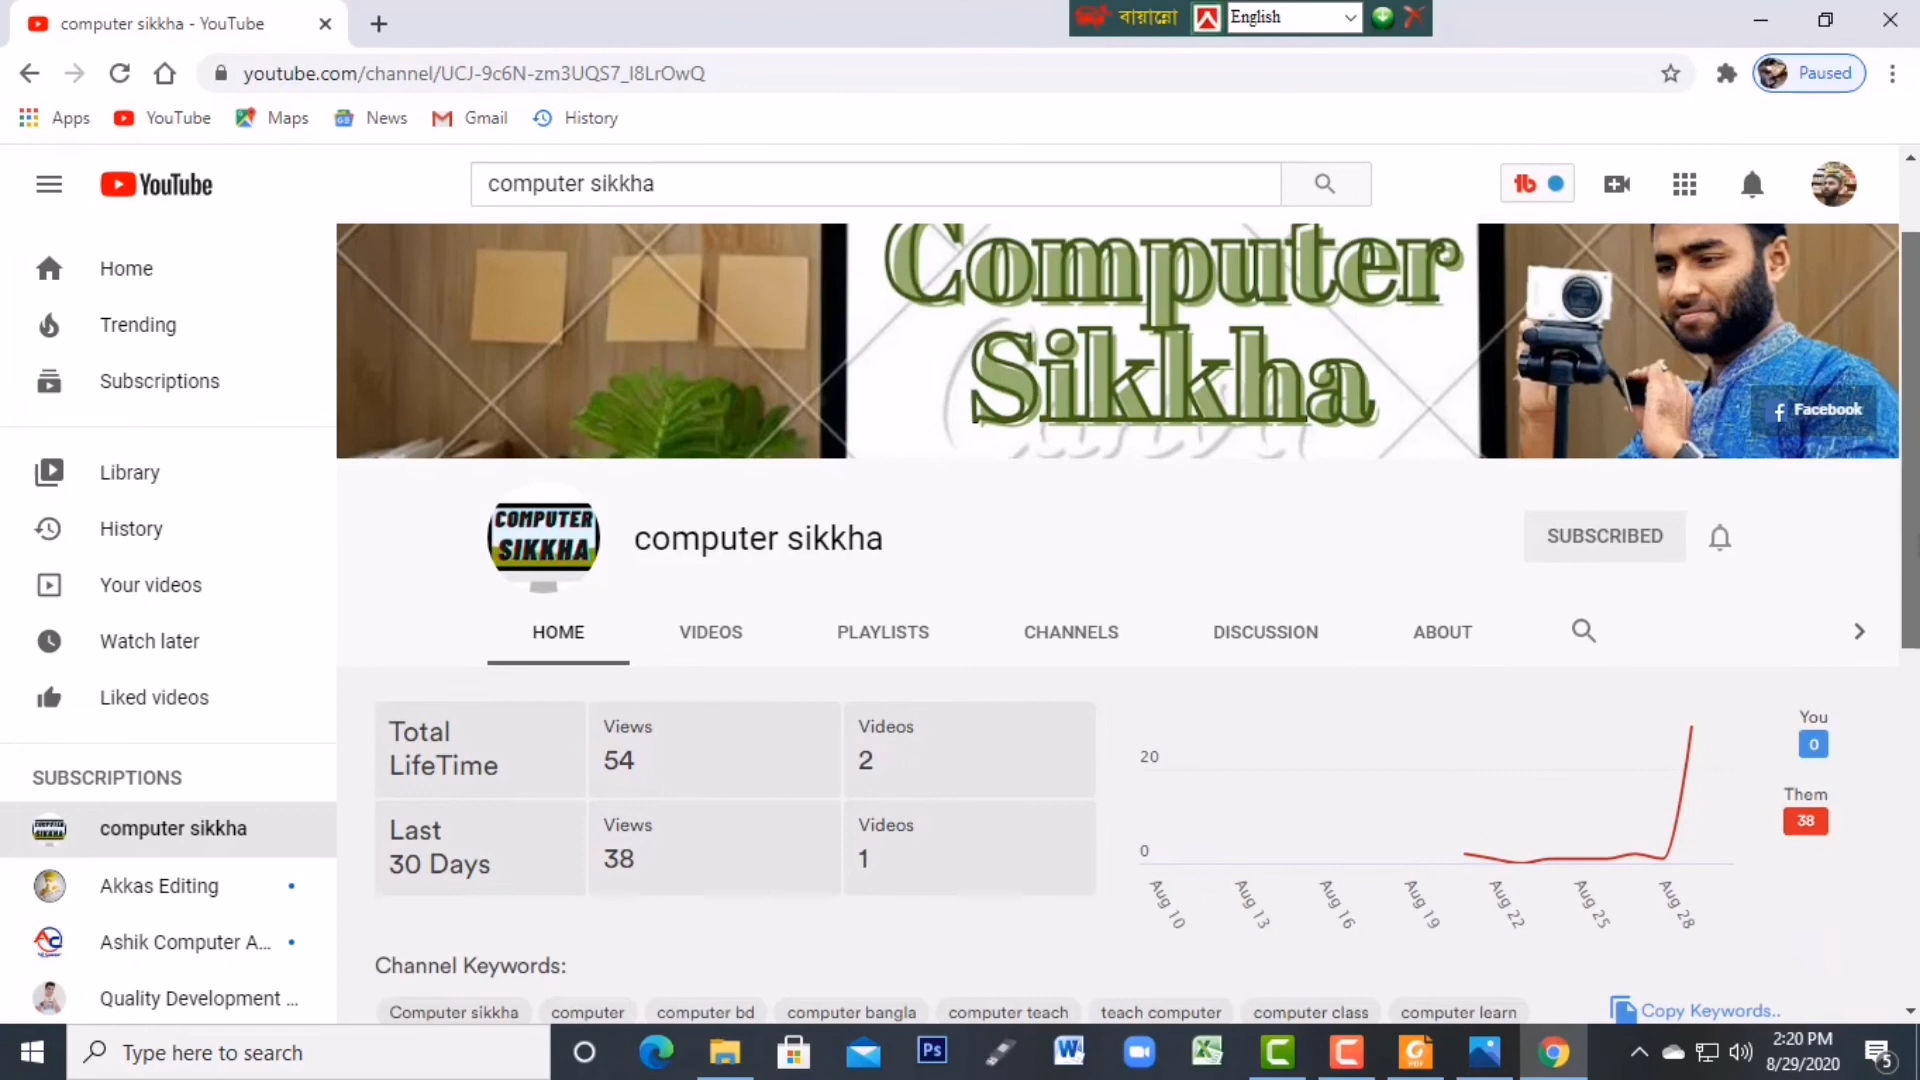 computer sikkha - YouTube
বায়ান্নো
English
youtube.com/channel/UCJ-9c6N-zm3UQS7_I8LrOwQ
Paused
Apps
YouTube
Maps
News
Gmail
History
YouTube
computer sikkha
Home
Trending
Subscriptions
Library
History
Your videos
Watch later
Liked videos
SUBSCRIPTIONS
computer sikkha
Akkas Editing
Ashik Computer A...
Quality Development ...
Computer
Sikkha
Canva
Facebook
COMPUTER
SIKKHA
computer sikkha
SUBSCRIBED
HOME
VIDEOS
PLAYLISTS
CHANNELS
DISCUSSION
ABOUT
Total
LifeTime
Views
54
Videos
2
Last
30 Days
Views
38
Videos
1
20
0
Aug 10
Aug 13
Aug 16
Aug 19
Aug 22
Aug 25
Aug 28
You
0
Them
38
Channel Keywords:
Computer sikkha
computer
computer bd
computer bangla
computer teach
teach computer
computer class
computer learn
Copy Keywords..
Type here to search
Ps
2:20 PM
8/29/2020
5